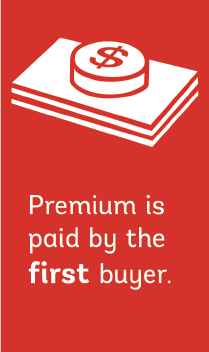 $
Premium is
paid by the
first buyer.